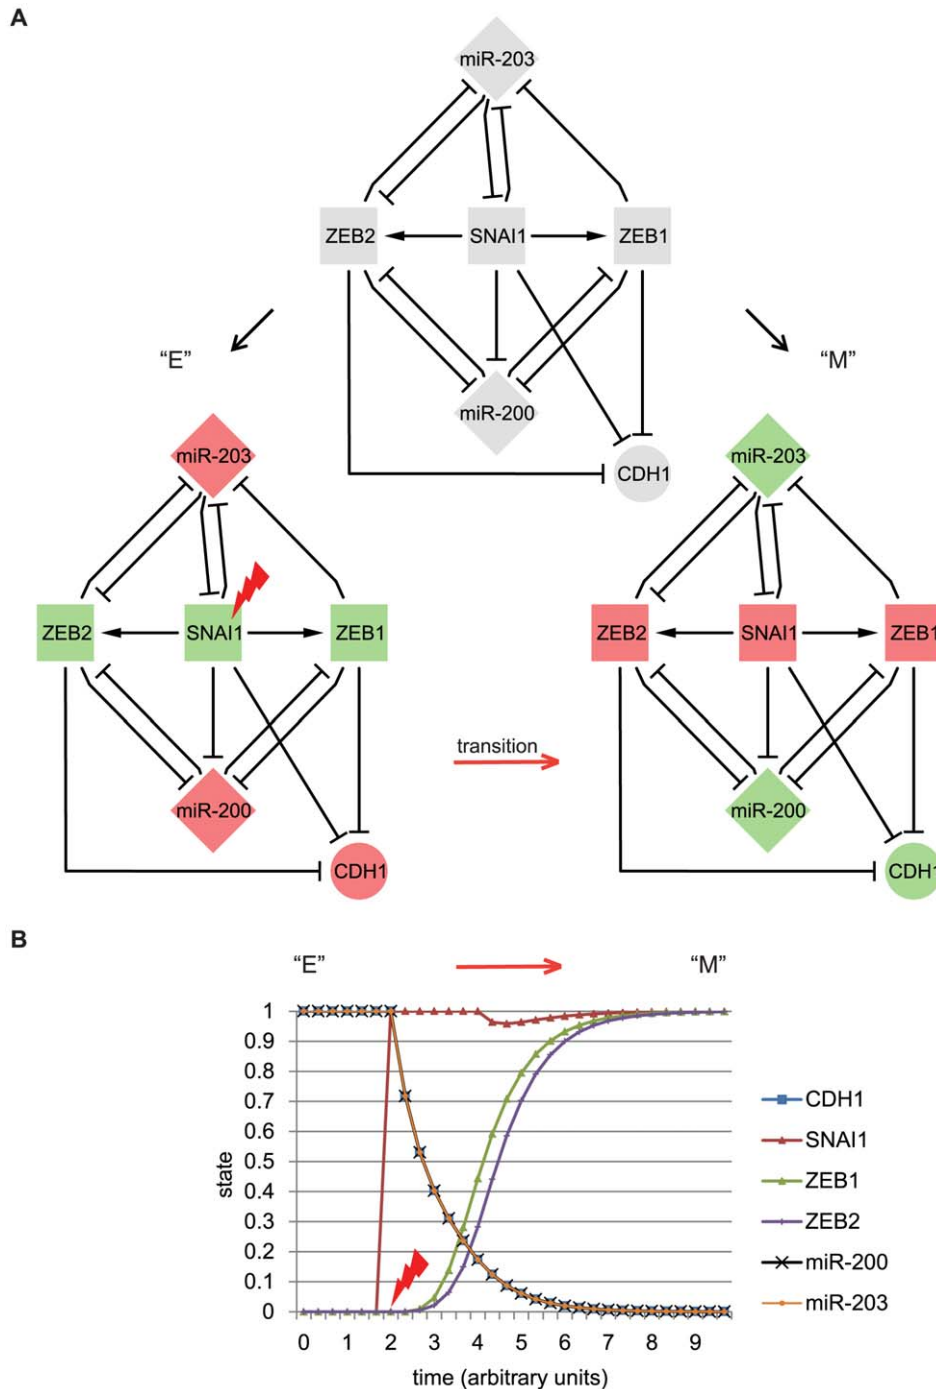 A
miR-203
ZEB2 SNAI1 ZEB1
“E” “M”
miR-200
CDH1
miR-203 miR-203
ZEB2 SNAI1 ZEB1 ZEB2 SNAI1 ZEB1
transition
miR-200 miR-200
CDH1 CDH1
B
“E” “M”
1
0.9
0.8
0.7
0.6
0.5
0.4
0.3
0.2
0.1
0
state
0 1 2 3 4 5 6 7 8 9
time (arbitrary units)
CDH1
SNAI1
ZEB1
ZEB2
miR-200
miR-203